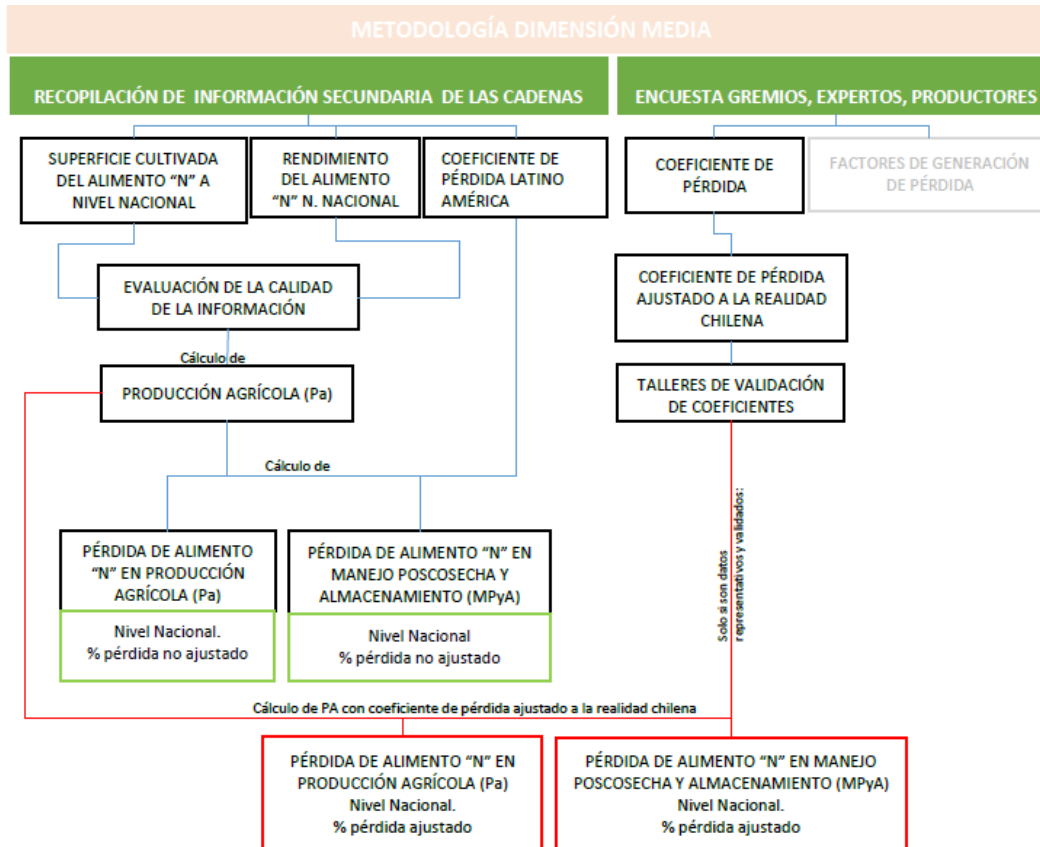 METODOLOGÍA DIMENSIÓN MEDIA
RECOPILACIÓN DE INFORMACIÓN SECUNDARIA DE LAS CADENAS
ENCUESTA GREMIOS, EXPERTOS, PRODUCTORES
SUPERFICIE CULTIVADA
DEL ALIMENTO “N” A
NIVEL NACIONAL
RENDIMIENTO
DEL ALIMENTO
“N” N. NACIONAL
COEFICIENTE DE
PÉRDIDA LATINO
AMÉRICA
COEFICIENTE DE
PÉRDIDA
FACTORES DE GENERACIÓN
DE PÉRDIDA
EVALUACIÓN DE LA CALIDAD
DE LA INFORMACIÓN
COEFICIENTE DE PÉRDIDA
AJUSTADO A LA REALIDAD
CHILENA
Cálculo de
PRODUCCIÓN AGRÍCOLA (Pa)
TALLERES DE VALIDACIÓN
DE COEFICIENTES
Cálculo de
Solo si son datos
representativos y validados:
PÉRDIDA DE ALIMENTO
“N” EN PRODUCCIÓN
AGRÍCOLA (Pa)
Nivel Nacional.
% pérdida no ajustado
PÉRDIDA DE ALIMENTO “N” EN
MANEJO POSCOSECHA Y
ALMACENAMIENTO (MPyA)
Nivel Nacional
% pérdida no ajustado
Cálculo de PA con coeficiente de pérdida ajustado a la realidad chilena
PÉRDIDA DE ALIMENTO “N” EN
PRODUCCIÓN AGRÍCOLA (Pa)
Nivel Nacional.
% pérdida ajustado
PÉRDIDA DE ALIMENTO “N” EN MANEJO
POSCOSECHA Y ALMACENAMIENTO (MPyA)
Nivel Nacional.
% pérdida ajustado